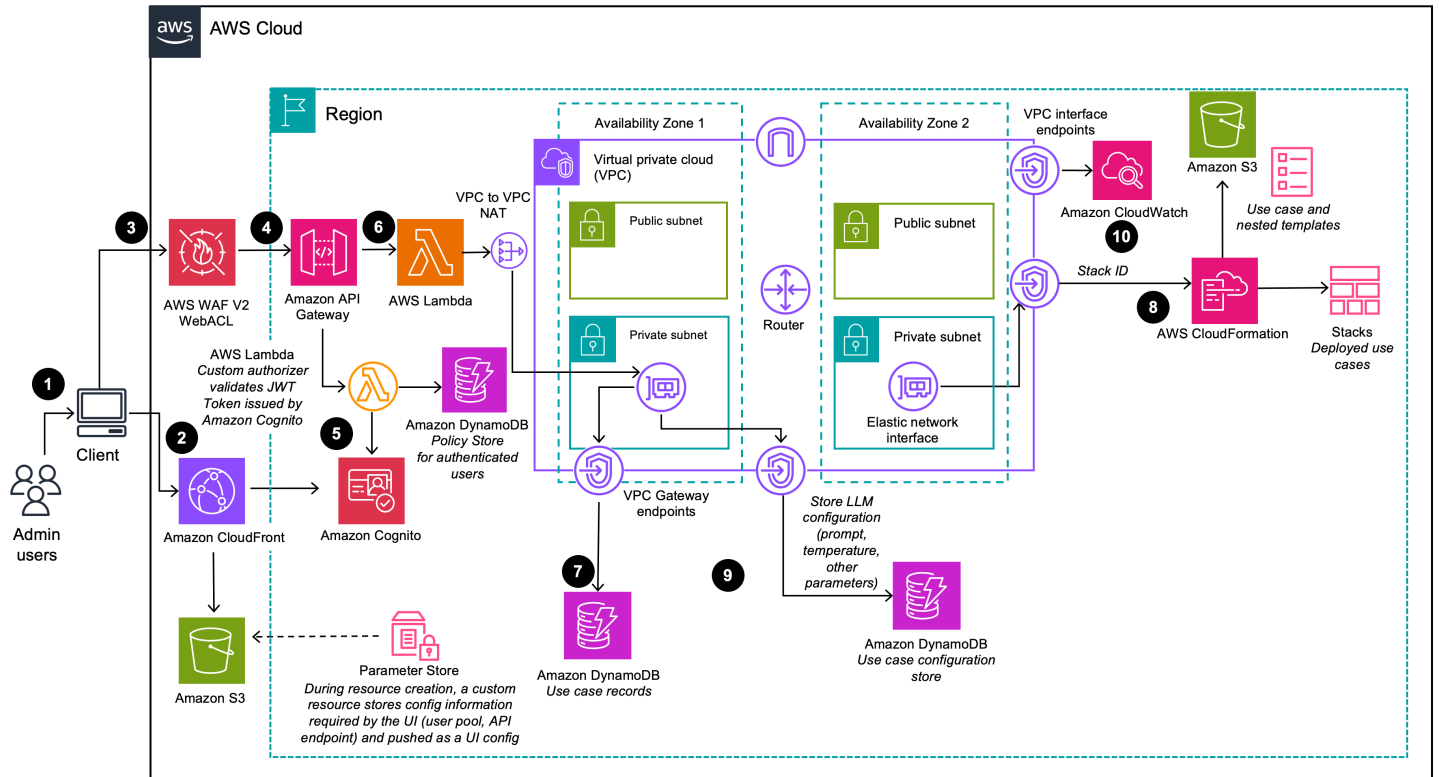 aws
AWS Cloud
Region
Availability Zone 1
Availability Zone 2
VPC interface
endpoints
Virtual private cloud
(VPC)
Amazon S3
Use case and
nested templates
Amazon CloudWatch
10
VPC to VPC
NAT
Public subnet
Public subnet
3
4
6
AWS WAF V2
WebACL
Amazon API
Gateway
AWS Lambda
Router
Stack ID
8
AWS CloudFormation
Stacks
Deployed use
cases
Private subnet
Private subnet
Elastic network
interface
AWS Lambda
Custom authorizer
validates JWT
Token issued by
Amazon Cognito
Amazon DynamoDB
Policy Store
for authenticated
users
1
Client
2
5
Admin
users
Amazon CloudFront
Amazon Cognito
VPC Gateway
endpoints
Store LLM
configuration
(prompt,
temperature,
other
parameters)
7
9
Amazon DynamoDB
Use case records
Amazon DynamoDB
Use case configuration
store
Amazon S3
Parameter Store
During resource creation, a custom
resource stores config information
required by the UI (user pool, API
endpoint) and pushed as a UI config